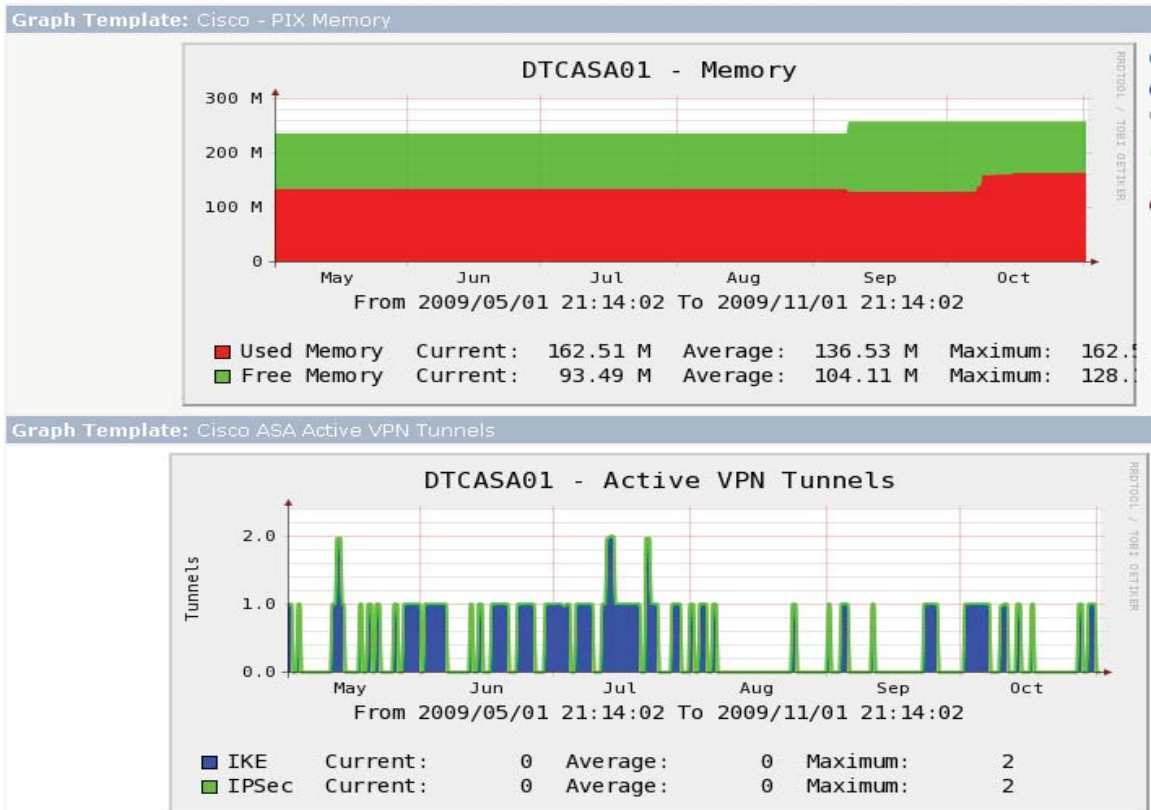 Graph Template: Cisco - PIX Memory
DTCASA01 - Memory
RRDTOOL / TOBI OETIKER
300 M
200 M
100 M
0
May Jun Jul Aug Sep Oct
From 2009/05/01 21:14:02 To 2009/11/01 21:14:02
Used Memory Current: 162.51 M Average: 136.53 M Maximum: 162.5
Free Memory Current: 93.49 M Average: 104.11 M Maximum: 128.
Graph Template: Cisco ASA Active VPN Tunnels
DTCASA01 - Active VPN Tunnels
RRDTOOL / TOBI OETIKER
Tunnels
2.0
1.0
0.0
May Jun Jul Aug Sep Oct
From 2009/05/01 21:14:02 To 2009/11/01 21:14:02
IKE Current: 0 Average: 0 Maximum: 2
IPSec Current: 0 Average: 0 Maximum: 2